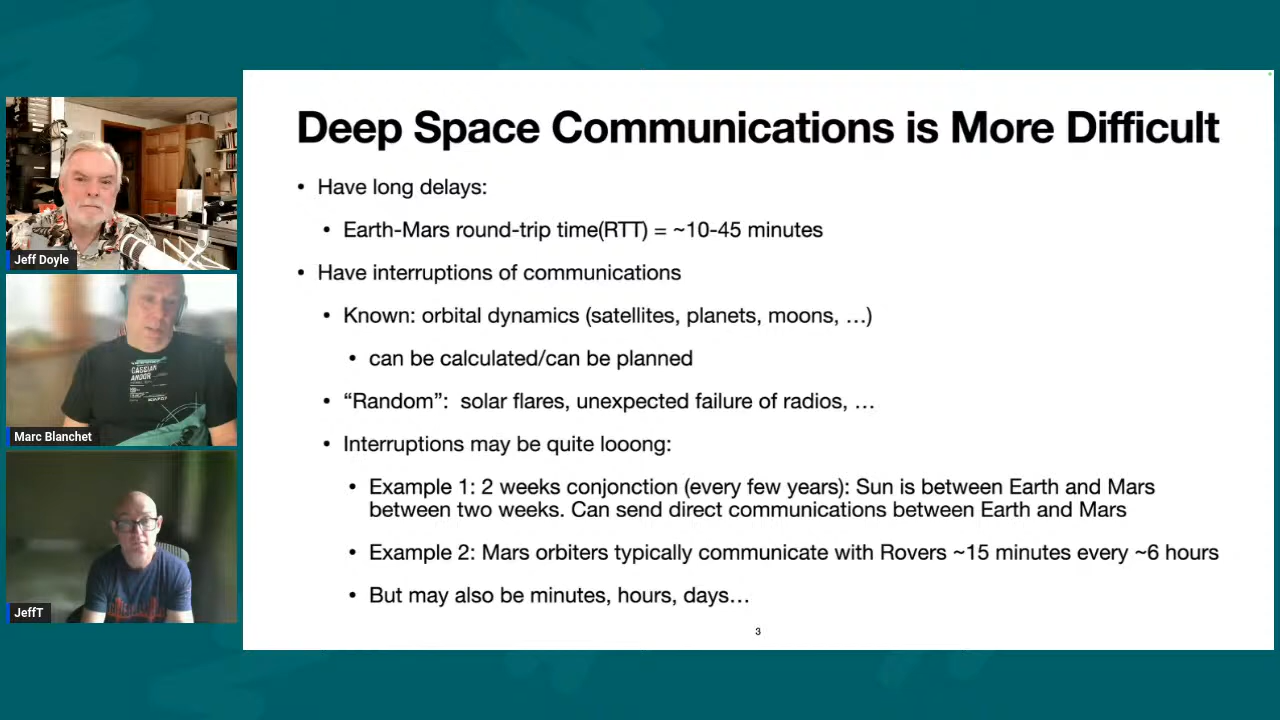 Deep Space Communications is More Difficult
• Have long delays:
• Earth-Mars round-trip time(RTT) = ~10-45 minutes
• Have interruptions of communications
• Known: orbital dynamics (satellites, planets, moons, …)
• can be calculated/can be planned
• “Random”: solar flares, unexpected failure of radios, …
• Interruptions may be quite looong:
• Example 1: 2 weeks conjonction (every few years): Sun is between Earth and Mars
between two weeks. Can send direct communications between Earth and Mars
• Example 2: Mars orbiters typically communicate with Rovers ~15 minutes every ~6 hours
• But may also be minutes, hours, days…
3
Jeff Doyle
CASSIAN
ANDOR
Marc Blanchet
JeffT